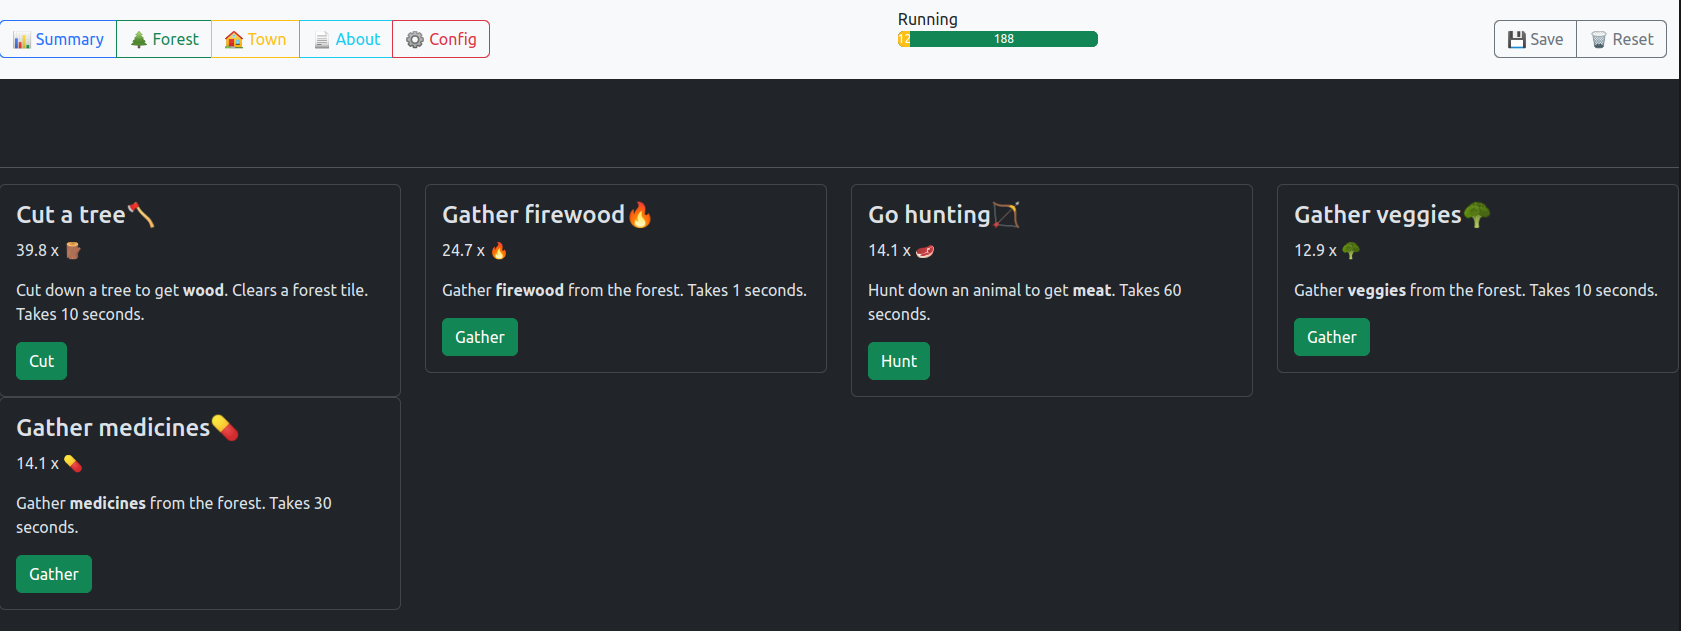 Summary Forest Town About Config
Running
12 188
Save Reset
Cut a tree
39.8 x
Cut down a tree to get wood. Clears a forest tile.
Takes 10 seconds.
Cut
Gather firewood
24.7 x
Gather firewood from the forest. Takes 1 seconds.
Gather
Go hunting
14.1 x
Hunt down an animal to get meat. Takes 60
seconds.
Hunt
Gather veggies
12.9 x
Gather veggies from the forest. Takes 10 seconds.
Gather
Gather medicines
14.1 x
Gather medicines from the forest. Takes 30
seconds.
Gather